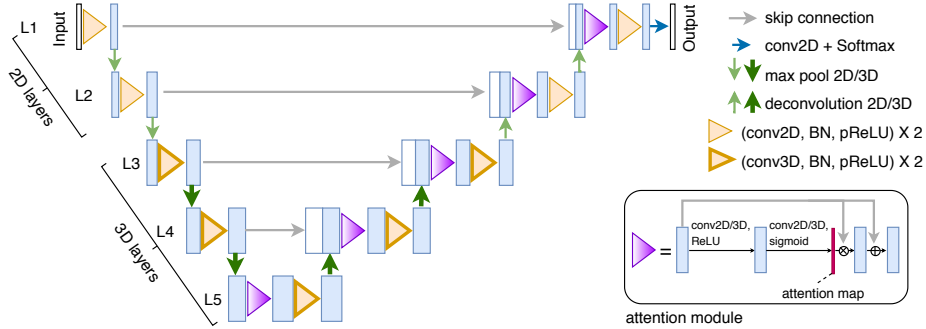 L1
Input
Output
skip connection
conv2D + Softmax
max pool 2D/3D
deconvolution 2D/3D
(conv2D, BN, pReLU) X 2
(conv3D, BN, pReLU) X 2
L2
2D layers
L3
L4
3D layers
L5
=
conv2D/3D,
ReLU
conv2D/3D,
sigmoid
attention map
attention module